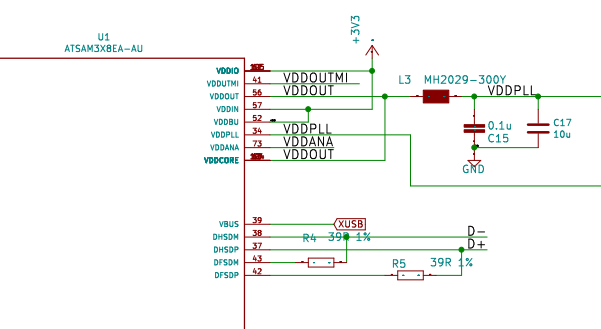 U1
ATSAM3X8EA-AU
+3V3
VDDIO
VDDUTMI 41 VDDOUTMI
VDDOUT 56 VDDOUT
L3 MH2029-300Y
VDDPLL
VDDIN 57
VDDBU 52
VDDPLL 34 VDDPLL
VDDANA 73 VDDANA
VDDCORE VDDOUT
0.1u
C15
C17
10u
GND
VBUS 39 XUSB
DHSDM 38 D-
R4 39R 1%
DHSDP 37 D+
DFSDM 43
R5 39R 1%
DFSDP 42